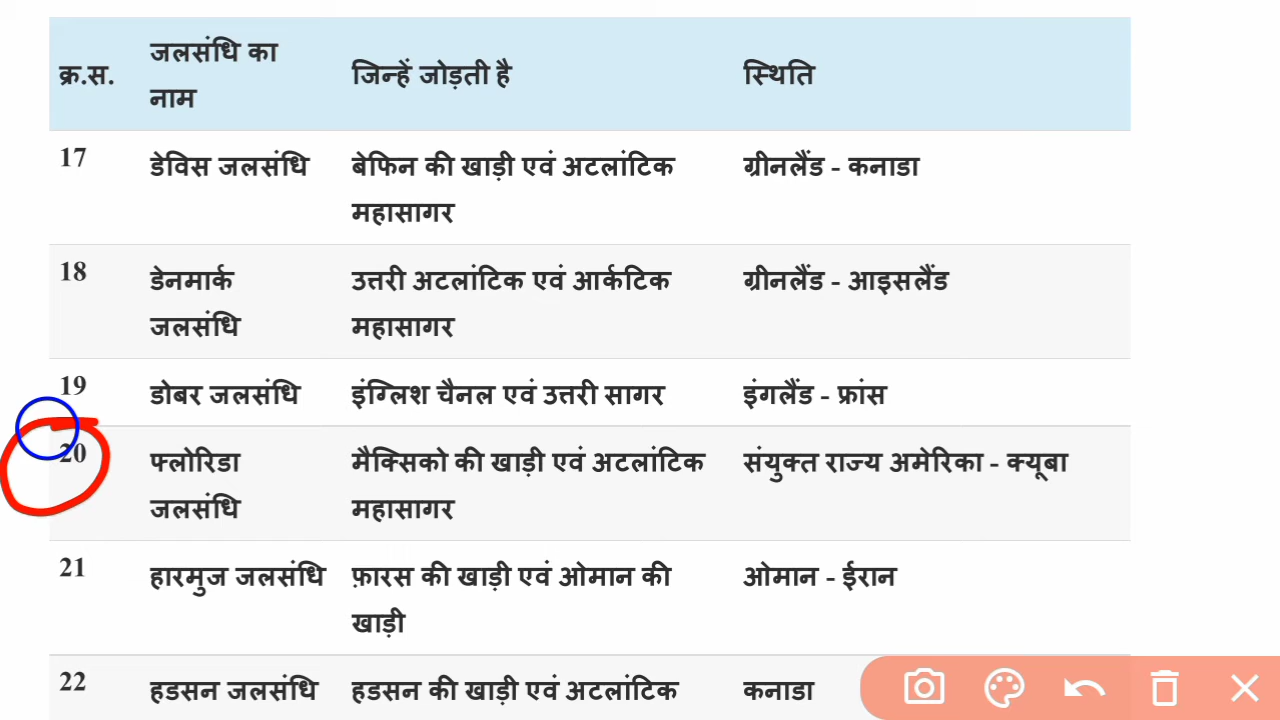 क्र.स. जलसंधि का नाम जिन्हें जोड़ती है स्थिति
17 डेविस जलसंधि बेफिन की खाड़ी एवं अटलांटिक ग्रीनलैंड - कनाडा
महासागर
18 डेनमार्क उत्तरी अटलांटिक एवं आर्कटिक ग्रीनलैंड - आइसलैंड
जलसंधि महासागर
19 डोबर जलसंधि इंग्लिश चैनल एवं उत्तरी सागर इंगलैंड - फ्रांस
20 फ्लोरिडा मैक्सिको की खाड़ी एवं अटलांटिक संयुक्त राज्य अमेरिका - क्यूबा
जलसंधि महासागर
21 हारमुज जलसंधि फ़ारस की खाड़ी एवं ओमान की ओमान - ईरान
खाड़ी
22 हडसन जलसंधि हडसन की खाड़ी एवं अटलांटिक कनाडा